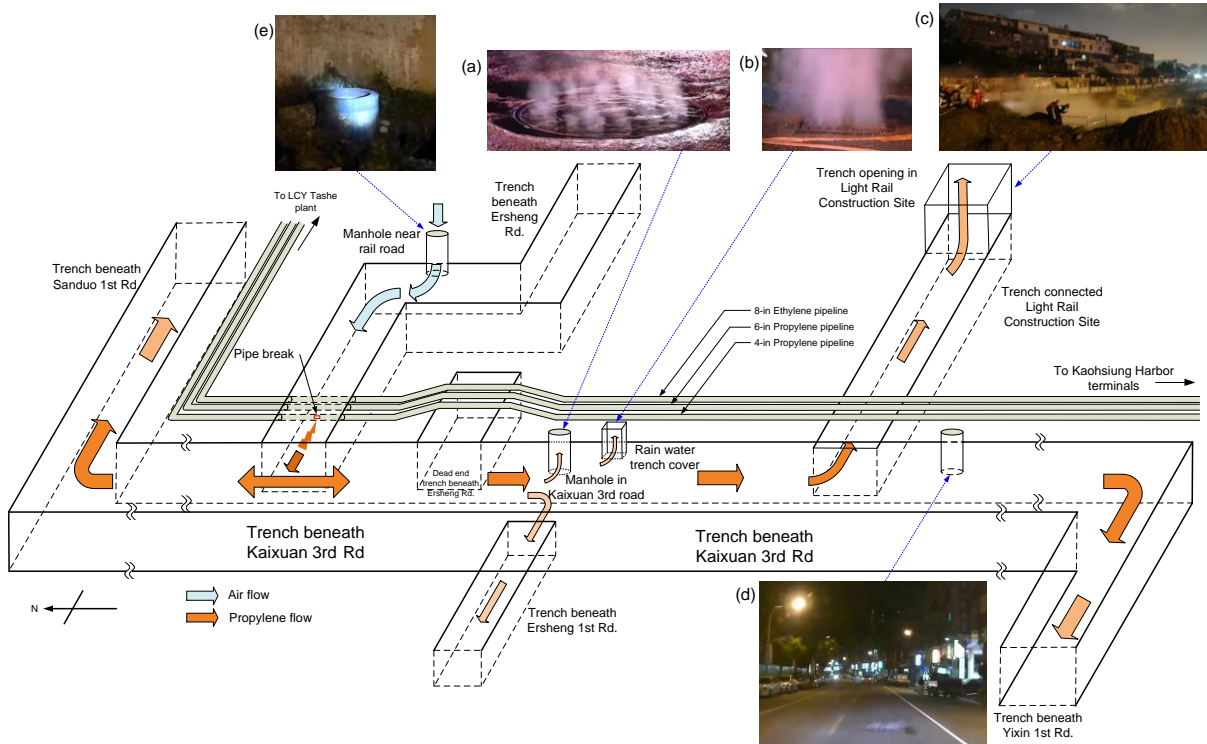 (e)
(a)
(b)
(c)
To LCY Tashe
plant
Manhole near
rail road
Trench
beneath
Ersheng
Rd.
Trench opening in
Light Rail
Construction Site
Trench beneath
Sanduo 1st Rd.
Trench connected
Light Rail
Construction Site
8-in Ethylene pipeline
6-in Propylene pipeline
4-in Propylene pipeline
Pipe break
To Kaohsiung Harbor
terminals
Rain water
trench cover
Dead end
trench beneath
Ersheng Rd.
Manhole in
Kaixuan 3rd road
Trench beneath
Kaixuan 3rd Rd
Trench beneath
Kaixuan 3rd Rd
N
Air flow
Propylene flow
Trench beneath
Ersheng 1st Rd.
(d)
Trench beneath
Yixin 1st Rd.